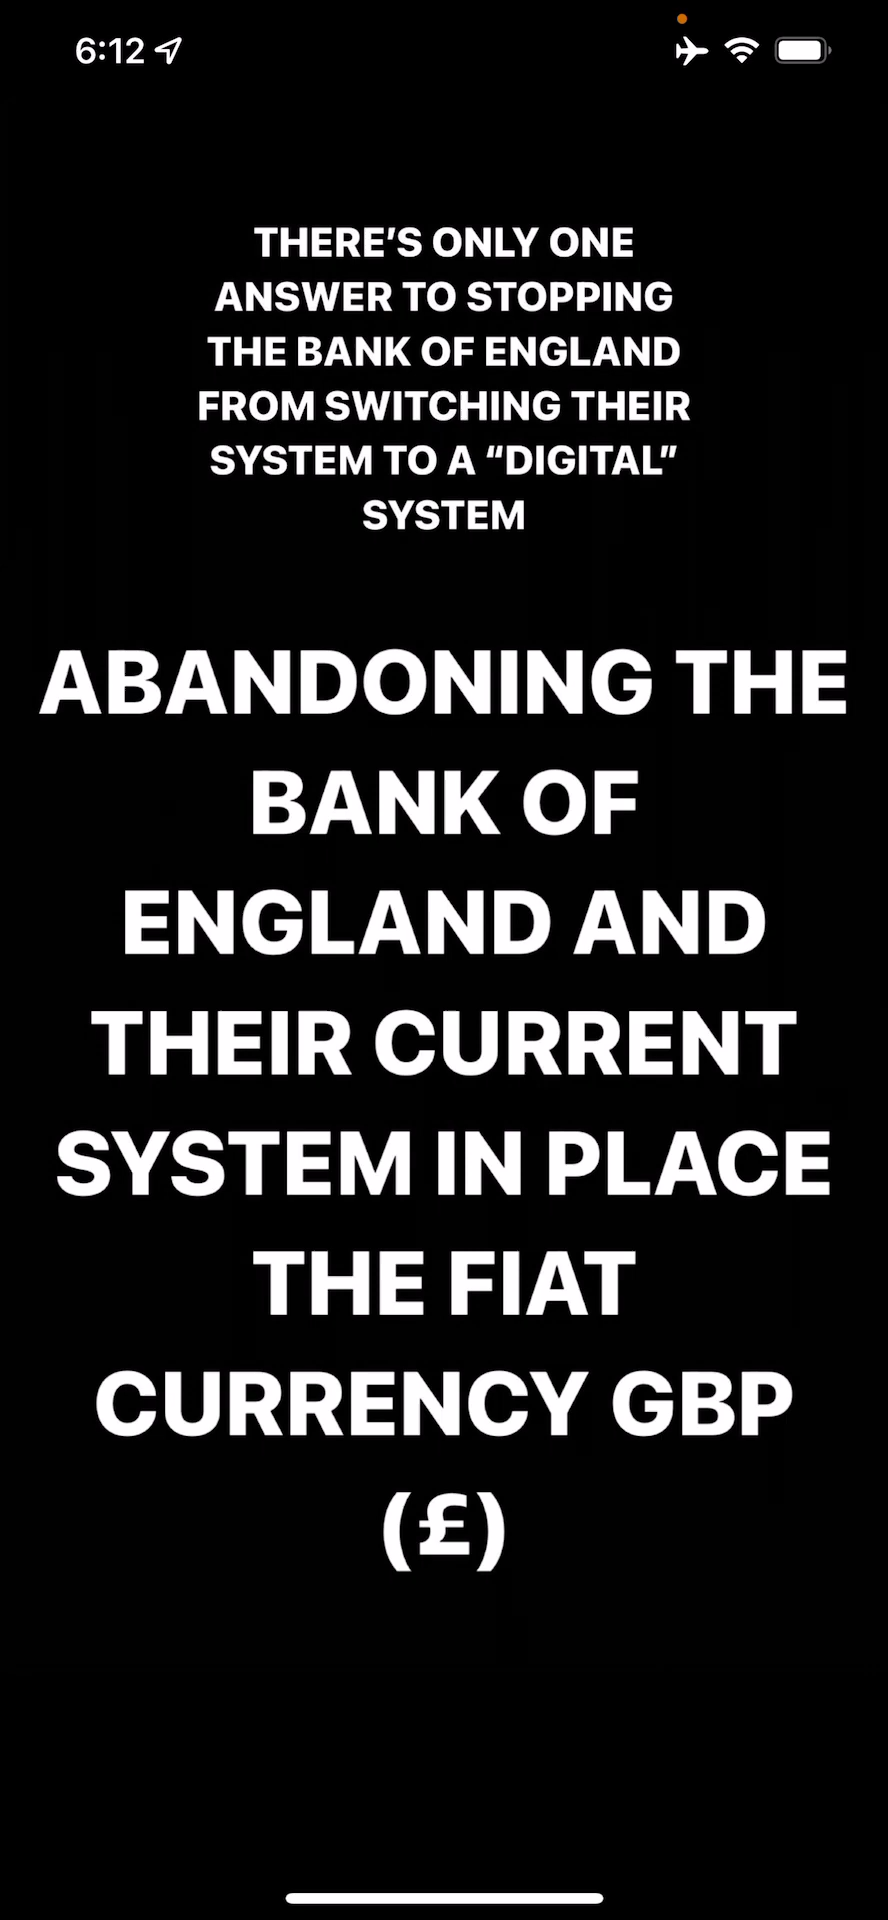 6:12
THERE’S ONLY ONE
ANSWER TO STOPPING
THE BANK OF ENGLAND
FROM SWITCHING THEIR
SYSTEM TO A “DIGITAL”
SYSTEM
ABANDONING THE
BANK OF
ENGLAND AND
THEIR CURRENT
SYSTEM IN PLACE
THE FIAT
CURRENCY GBP
(£)